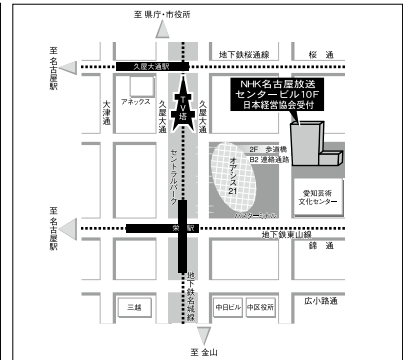 至 県庁・市役所
地下鉄桜通線
桜通
久屋大通駅
至 名古屋駅
アネックス
大津通
久屋大通
TV塔
久屋大通
NHK名古屋放送
センタービル10F
日本経営協会受付
セントラルパーク
オアシス21
2F 歩道橋
B2 連絡通路
愛知芸術
文化センター
バスターミナル
至 名古屋駅
栄駅
地下鉄東山線
錦通
地下鉄名城線
三越
中日ビル
中区役所
広小路通
至 金山